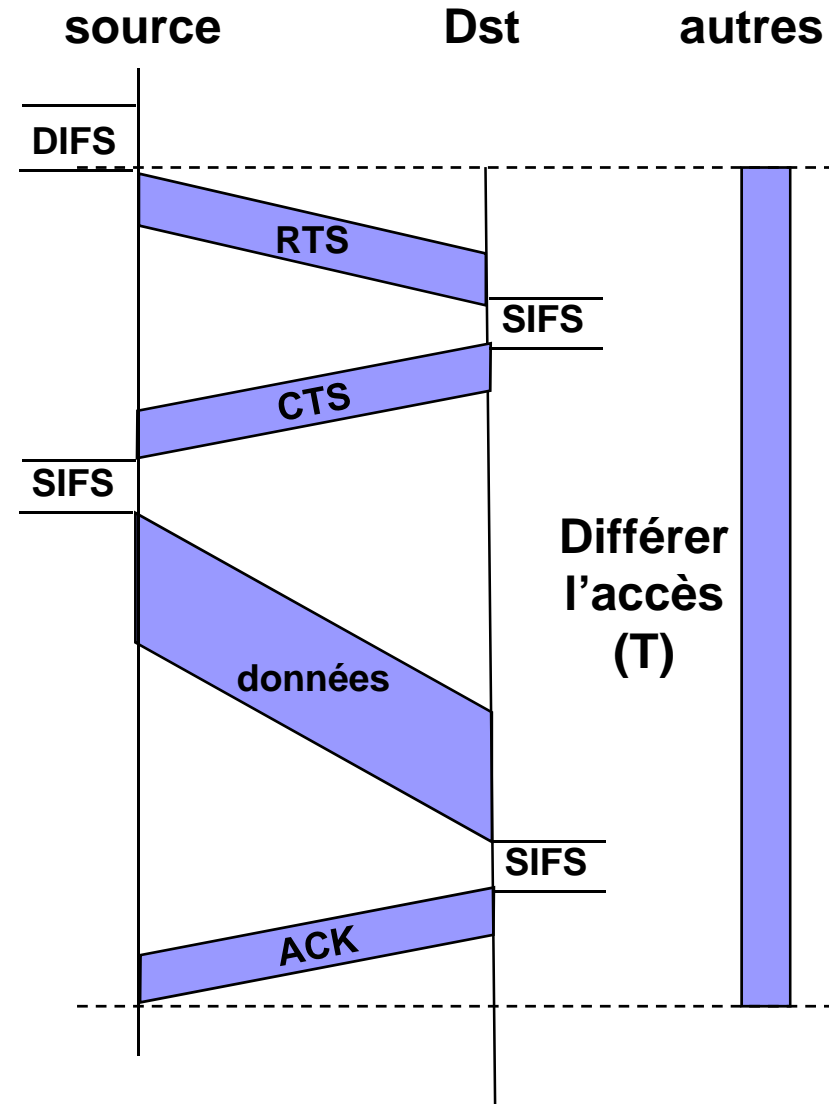 source
Dst
autres
DIFS
RTS
SIFS
CTS
SIFS
Différer
l’accès
(T)
données
SIFS
ACK